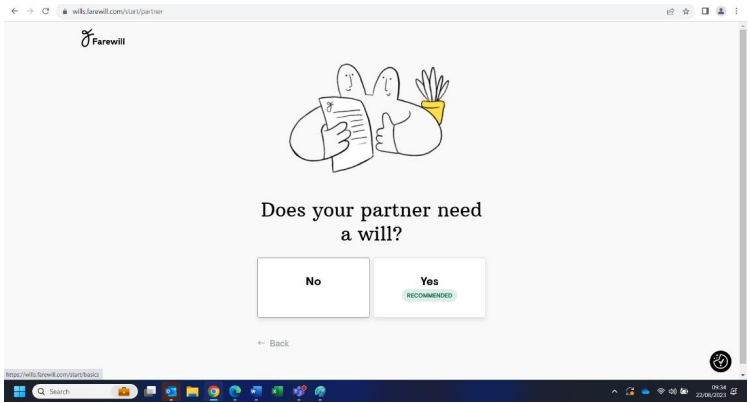 wills.farewill.com/start/partner
Farewill
Does your partner need
a will?
No
Yes
RECOMMENDED
← Back
https://wills.farewill.com/start/basics
Search
09:34
22/08/2023